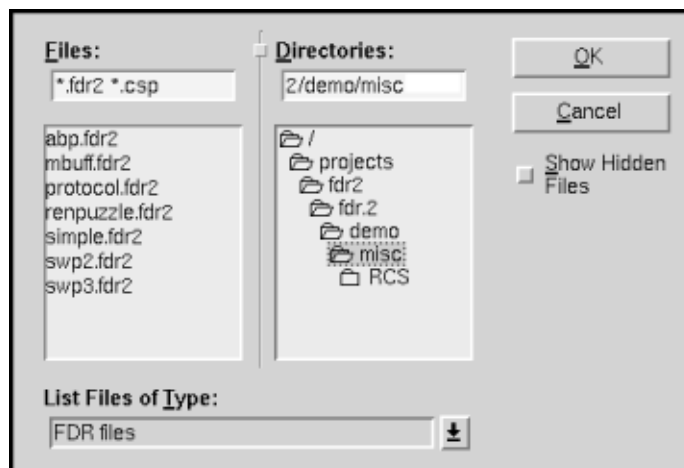 Files:
*.fdr2 *.csp
abp.fdr2
mbuff.fdr2
protocol.fdr2
renpuzzle.fdr2
simple.fdr2
swp2.fdr2
swp3.fdr2
Directories:
2/demo/misc
/
projects
fdr2
fdr.2
demo
misc
RCS
OK
Cancel
Show Hidden
Files
List Files of Type:
FDR files